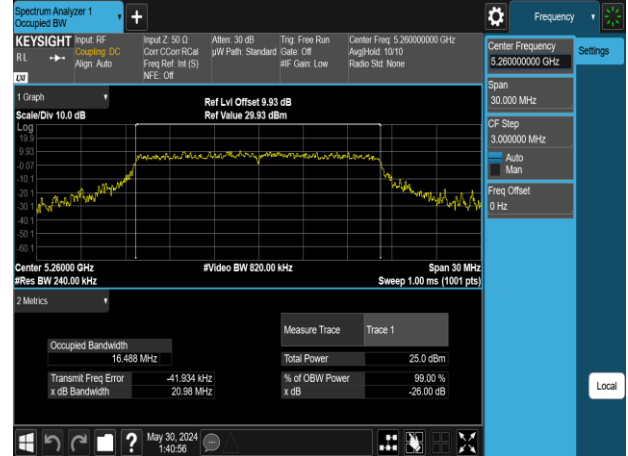 Spectrum Analyzer 1
Occupied BW
+
Frequency
KEYSIGHT
RL
LXI
Input: RF
Coupling: DC
Align: Auto
Input Z: 50 Ω
Corr CCorr RCal
Freq Ref: Int (S)
NFE: Off
Atten: 30 dB
µW Path: Standard
Trig: Free Run
Gate: Off
#IF Gain: Low
Center Freq: 5.260000000 GHz
Avg|Hold: 10/10
Radio Std: None
Center Frequency
5.260000000 GHz
Settings
Span
30.000 MHz
CF Step
3.000000 MHz
Auto
Man
Freq Offset
0 Hz
Local
1 Graph
Scale/Div 10.0 dB
Ref Lvl Offset 9.93 dB
Ref Value 29.93 dBm
Log
19.9
9.93
-0.07
-10.1
-20.1
-30.1
-40.1
-50.1
-60.1
Center 5.26000 GHz
#Res BW 240.00 kHz
#Video BW 820.00 kHz
Span 30 MHz
Sweep 1.00 ms (1001 pts)
2 Metrics
Measure Trace
Trace 1
Occupied Bandwidth
16.488 MHz
Total Power
25.0 dBm
Transmit Freq Error
-41.934 kHz
% of OBW Power
99.00 %
x dB Bandwidth
20.98 MHz
x dB
-26.00 dB
?
May 30, 2024
1:40:56